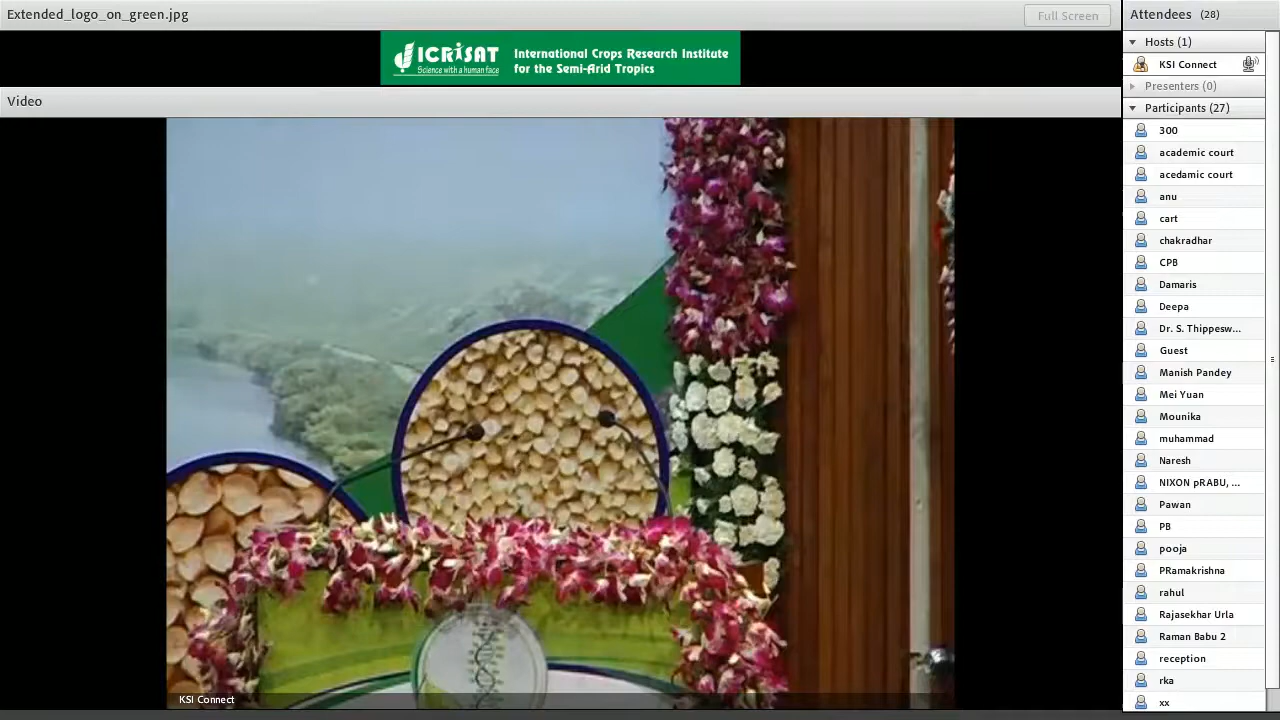 Extended_logo_on_green.jpg
Full Screen
Attendees (28)
ICRISAT
Science with a human face
International Crops Research Institute
for the Semi-Arid Tropics
Video
Hosts (1)
KSI Connect
Presenters (0)
Participants (27)
300
academic court
acedamic court
anu
cart
chakradhar
CPB
Damaris
Deepa
Dr. S. Thippesw...
Guest
Manish Pandey
Mei Yuan
Mounika
muhammad
Naresh
NIXON pRABU, ...
Pawan
PB
pooja
PRamakrishna
rahul
Rajasekhar Urla
Raman Babu 2
reception
rka
xx
KSI Connect